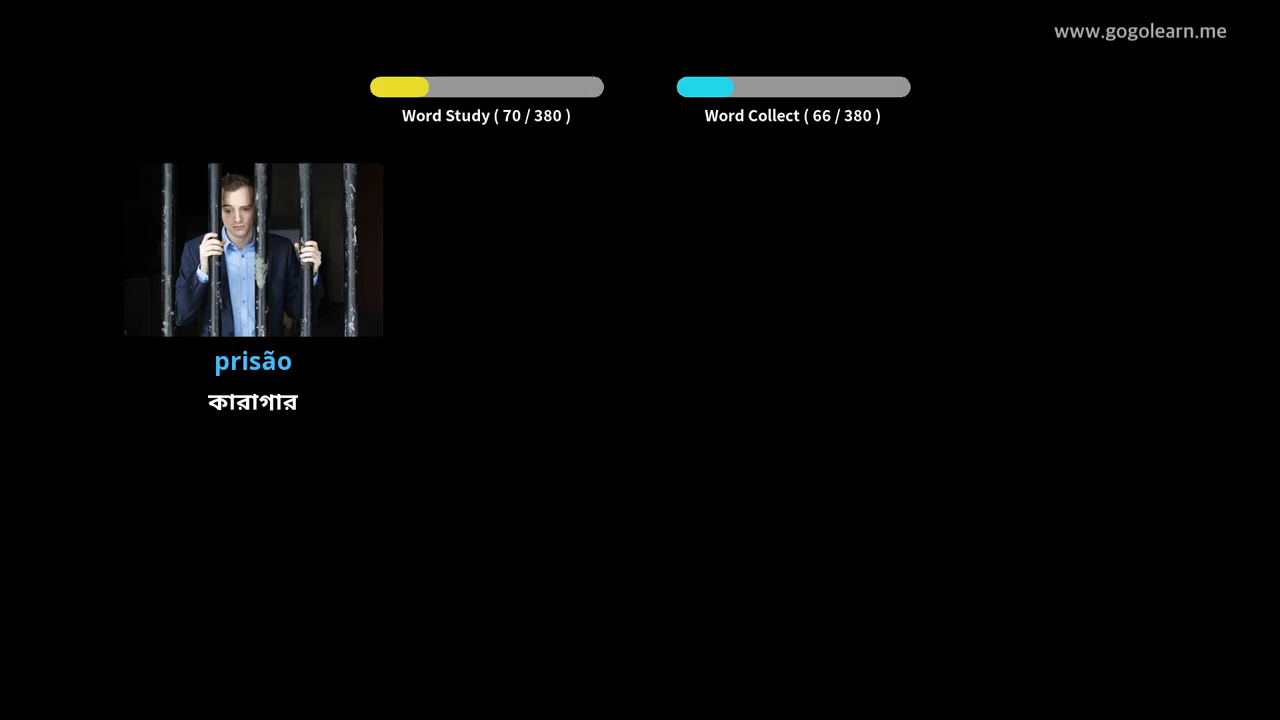 www.gogolearn.me
Word Study ( 70 / 380 )
Word Collect ( 66 / 380 )
prisão
কারাগার